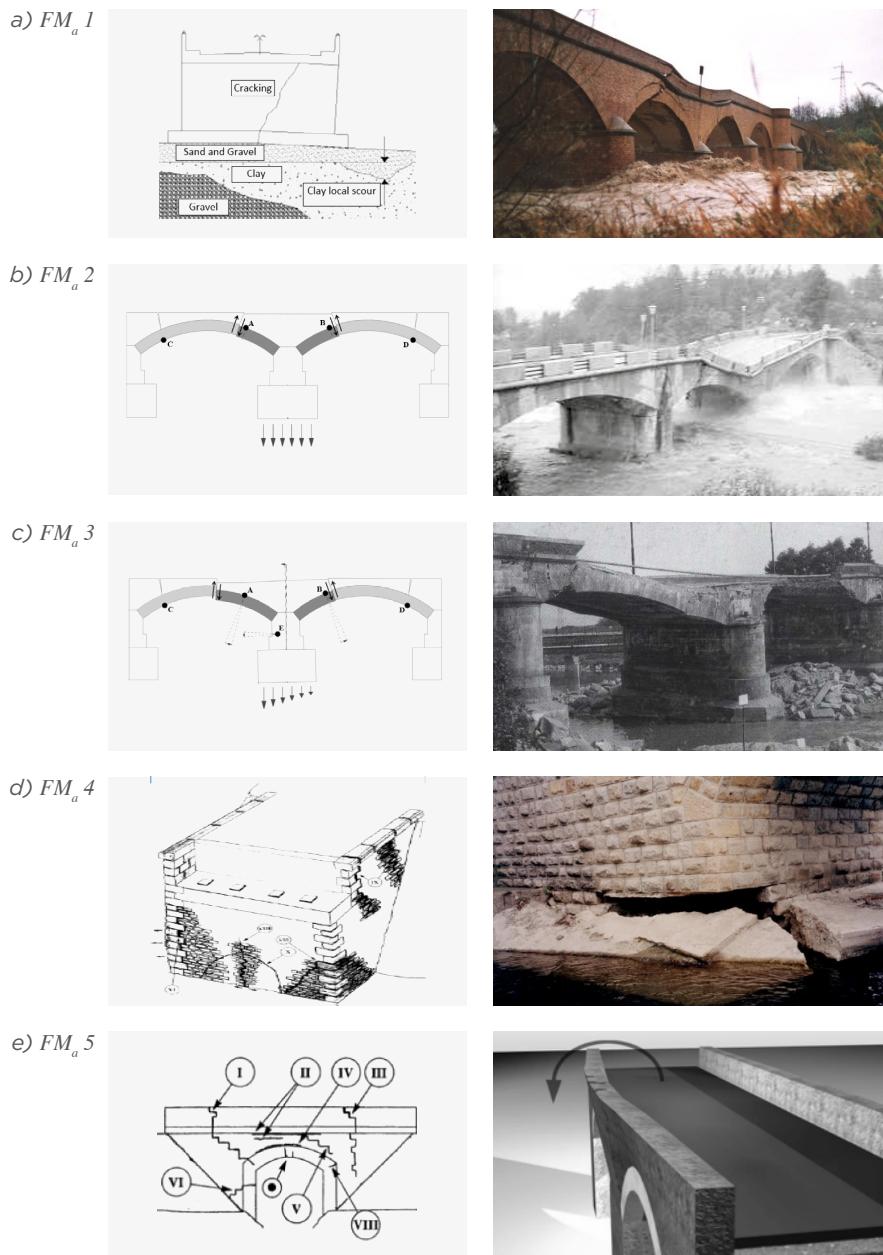 a) FMa 1
Cracking
Sand and Gravel
Clay
Clay local scour
Gravel
b) FMa 2
A
B
C
D
c) FMa 3
A
B
C
D
E
d) FMa 4
IX
X
e) FMa 5
I
II
IV
III
VI
V
VIII